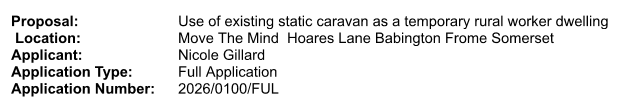 Proposal: Use of existing static caravan as a temporary rural worker dwelling
Location: Move The Mind  Hoares Lane Babington Frome Somerset
Applicant: Nicole Gillard
Application Type: Full Application
Application Number: 2026/0100/FUL